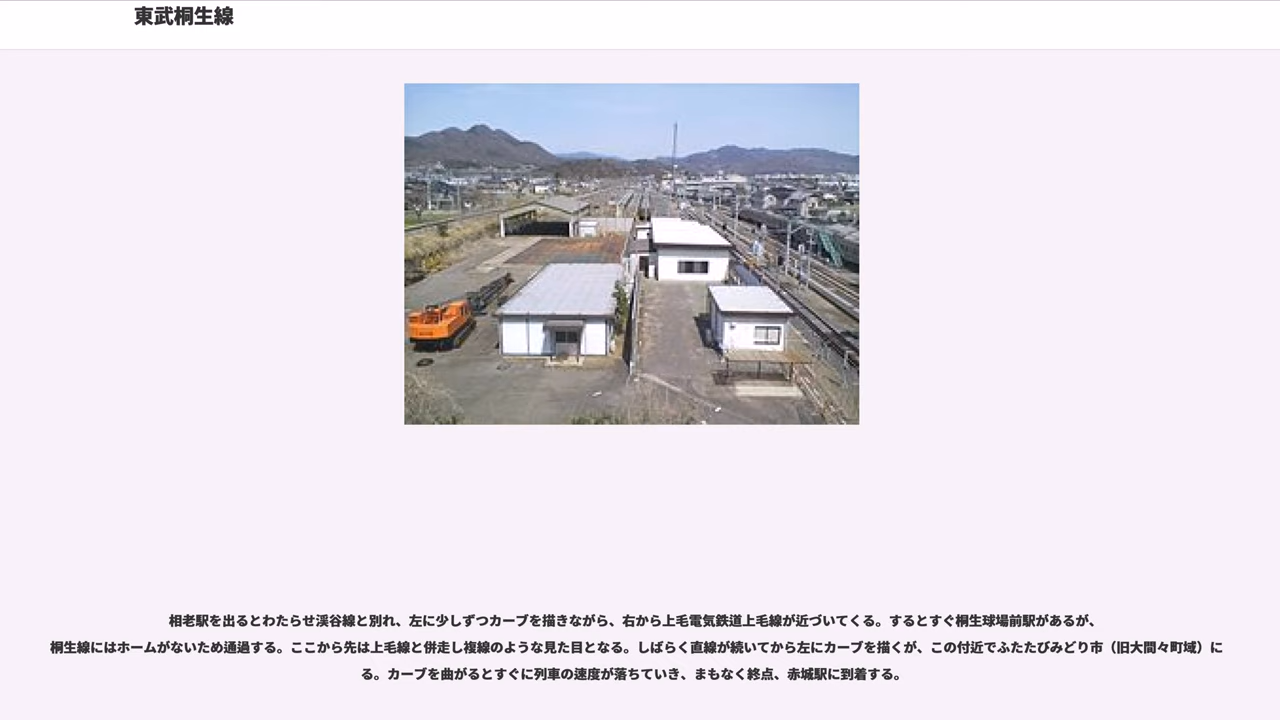 東武桐生線
相老駅を出るとわたらせ渓谷線と別れ、左に少しずつカーブを描きながら、右から上毛電気鉄道上毛線が近づいてくる。するとすぐ桐生球場前駅があるが、
桐生線にはホームがないため通過する。ここから先は上毛線と併走し複線のような見た目となる。しばらく直線が続いてから左にカーブを描くが、この付近でふたたびみどり市（旧大間々町域）に
る。カーブを曲がるとすぐに列車の速度が落ちていき、まもなく終点、赤城駅に到着する。